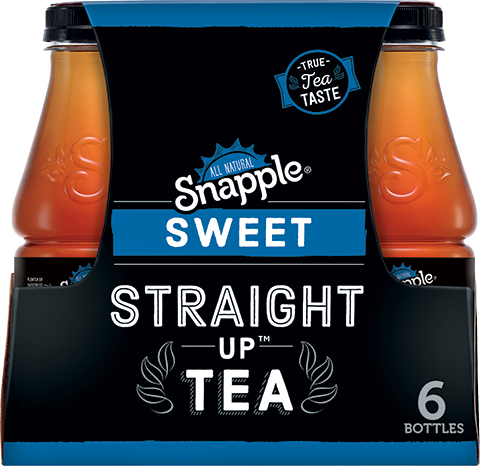 -TRUE-
Tea
TASTE
ALL NATURAL
Snapple®
SWEET
STRAIGHT
UP™
TEA
6
BOTTLES